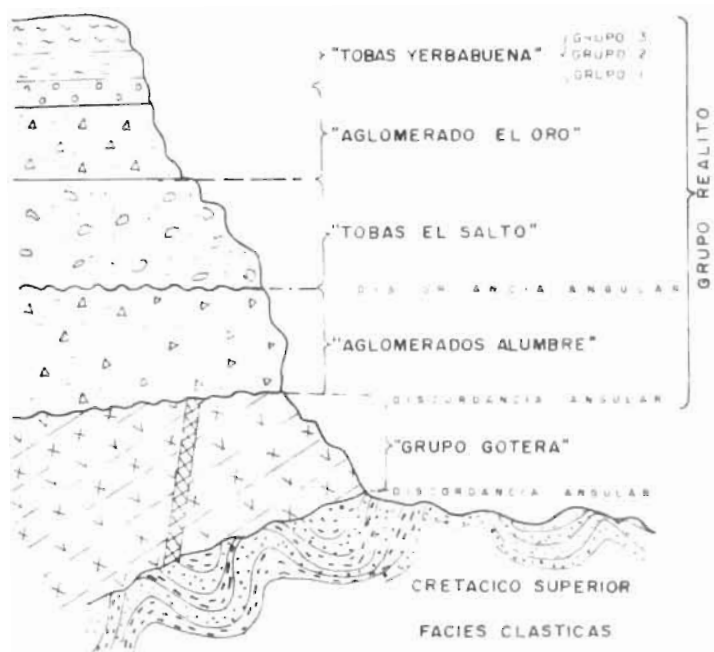 "TOBAS YERBABUENA"
GRUPO 3
GRUPO 2
GRUPO 1
"AGLOMERADO EL ORO"
"TOBAS EL SALTO"
ANGULAR
"AGLOMERADOS ALUMBRE"
DISCORDANCIA ANGULAR
"GRUPO GOTERA"
DISCORDANCIA ANGULAR
CRETACICO SUPERIOR
FACIES CLASTICAS
GRUPO REALITO